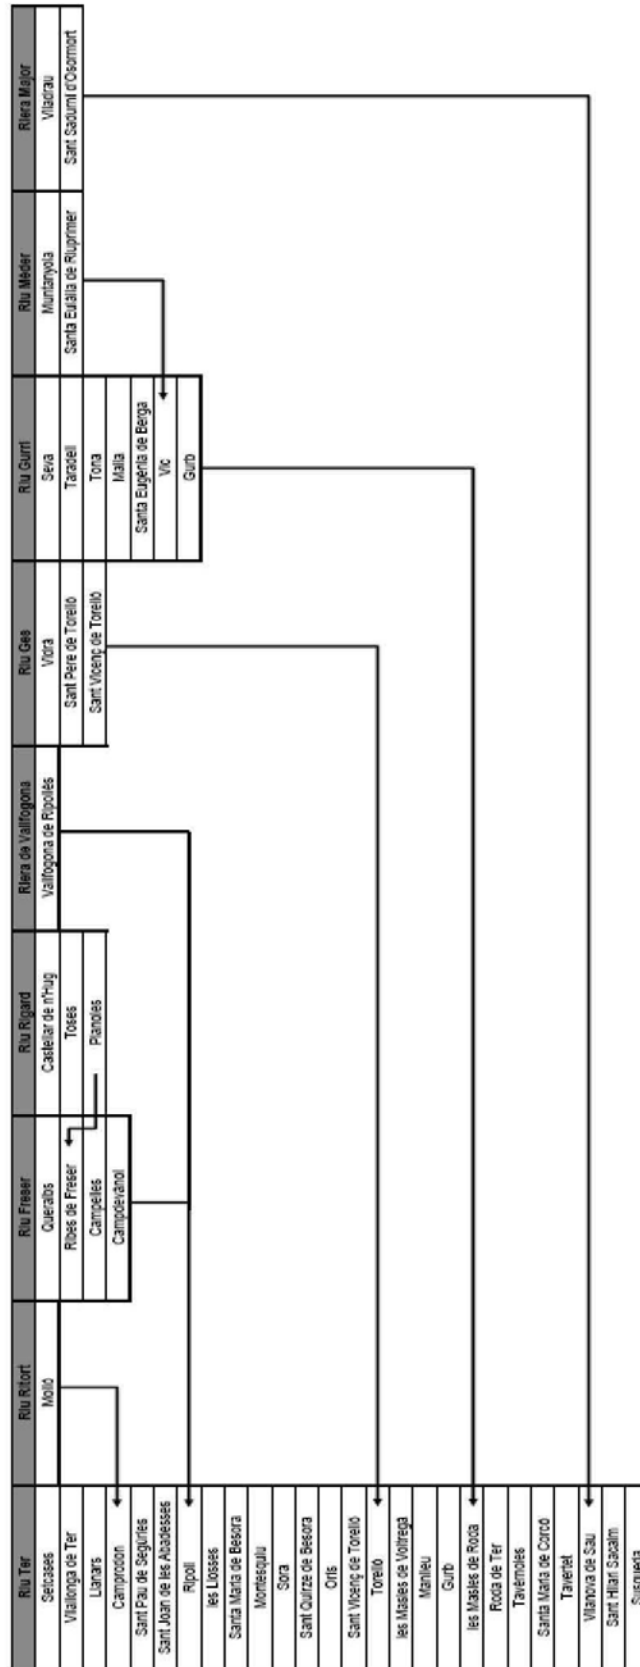 Riu Ter
Setcases
Vilallonga de Ter
Llanars
Camprodon
Sant Pau de Segúries
Sant Joan de les Abadesses
Ripoll
les Llosses
Santa Maria de Besora
Montesquiu
Sora
Sant Quirze de Besora
Orís
Sant Vicenç de Torelló
Torelló
les Masies de Voltregà
Manlleu
Gurb
les Masies de Roda
Roda de Ter
Tavèrnoles
Santa Maria de Corcó
Tavertet
Vilanova de Sau
Sant Hilari Sacalm
Susqueda
Riu Ritort
Molló
Riu Freser
Queralbs
Ribes de Freser
Campelles
Campdevànol
Riu Rigard
Castellar de n'Hug
Toses
Planoles
Riera de Vallfogona
Vallfogona de Ripollès
Riu Ges
Vidrà
Sant Pere de Torelló
Sant Vicenç de Torelló
Riu Gurri
Seva
Taradell
Tona
Malla
Santa Eugènia de Berga
Vic
Gurb
Riu Mèder
Muntanyola
Santa Eulàlia de Riuprimer
Riera Major
Viladrau
Sant Sadurní d'Osormort